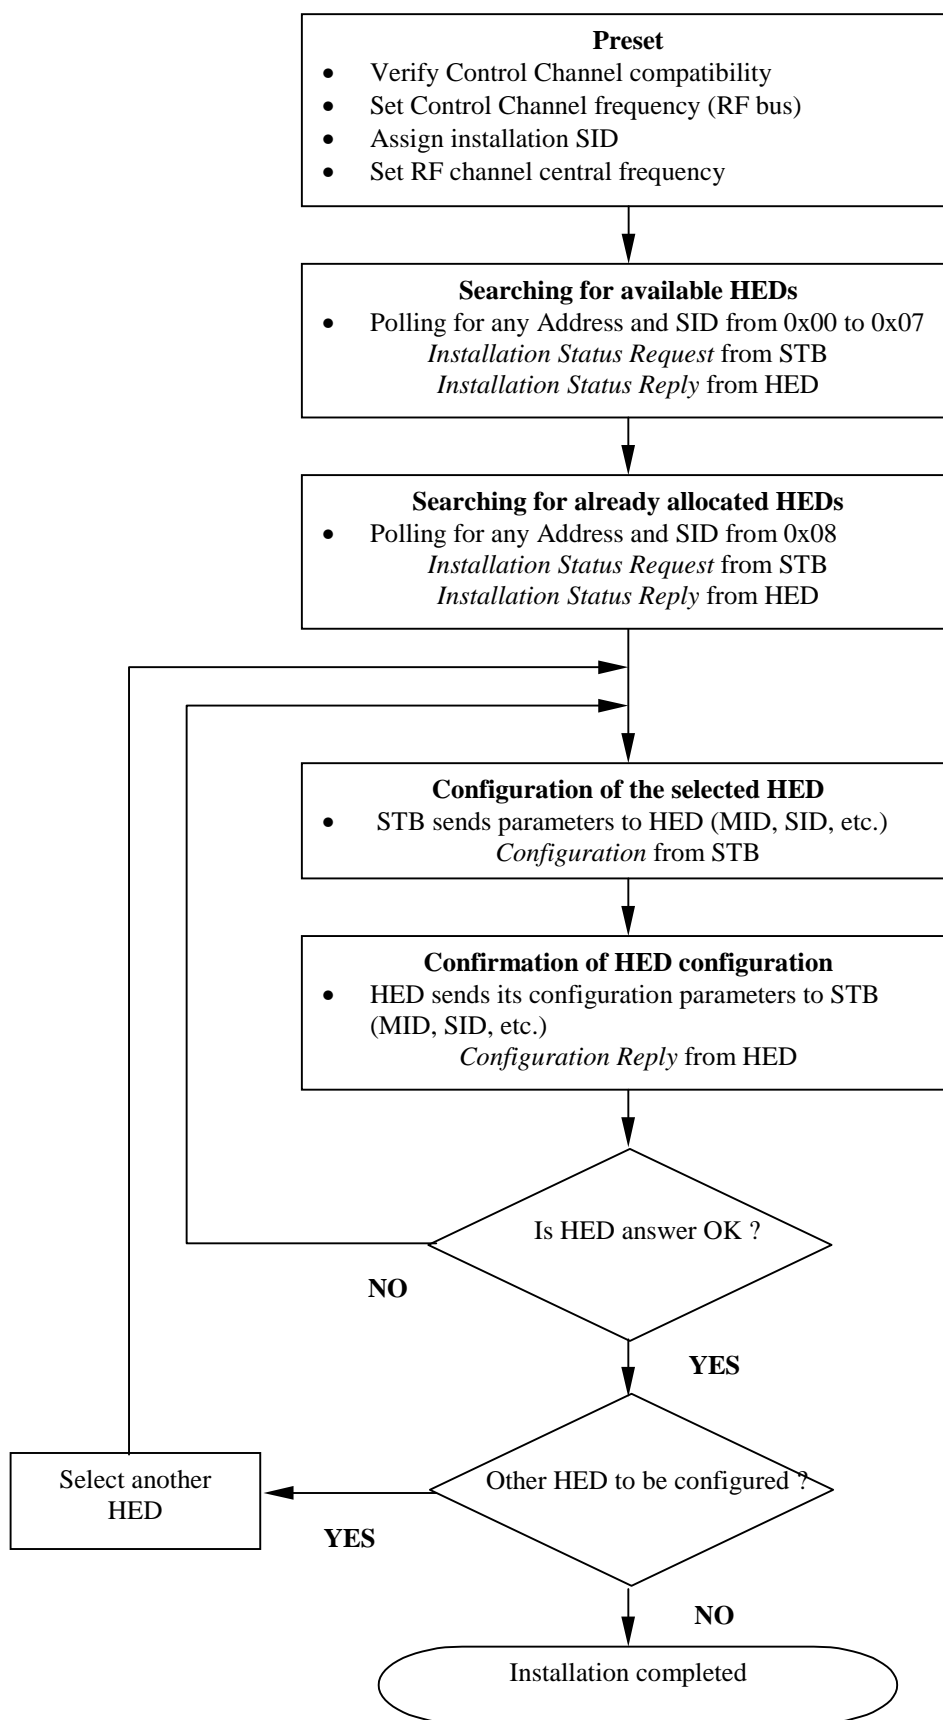 Preset
• Verify Control Channel compatibility
• Set Control Channel frequency (RF bus)
• Assign installation SID
• Set RF channel central frequency
Searching for available HEDs
• Polling for any Address and SID from 0x00 to 0x07
Installation Status Request from STB
Installation Status Reply from HED
Searching for already allocated HEDs
• Polling for any Address and SID from 0x08
Installation Status Request from STB
Installation Status Reply from HED
Configuration of the selected HED
• STB sends parameters to HED (MID, SID, etc.)
Configuration from STB
Confirmation of HED configuration
• HED sends its configuration parameters to STB
(MID, SID, etc.)
Configuration Reply from HED
Is HED answer OK ?
NO
YES
Other HED to be configured ?
Select another
HED
YES
NO
Installation completed